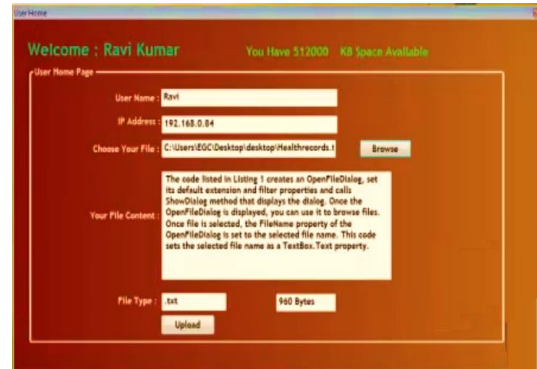 User Home
Welcome : Ravi Kumar
You Have 512000 KB Space Available
User Home Page
User Name : Ravi
IP Address : 192.168.0.84
Choose Your File : C:\Users\EGC\Desktop\desktop\Healthrecords.t
Browse
The code listed in Listing 1 creates an OpenFileDialog, set
its default extension and filter properties and calls
ShowDialog method that displays the dialog. Once the
OpenFileDialog is displayed, you can use it to browse files.
Once file is selected, the FileName property of the
OpenFileDialog is set to the selected file name. This code
sets the selected file name as a TextBox.Text property.
Your File Content :
File Type : .txt
960 Bytes
Upload